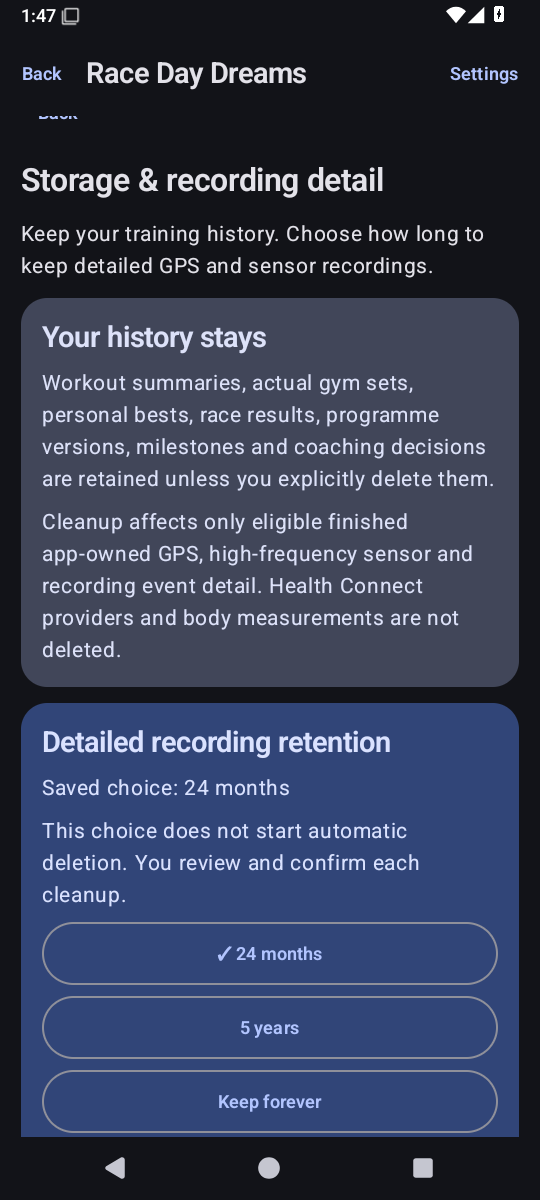 1:47
Back Race Day Dreams Settings
Back
Storage & recording detail
Keep your training history. Choose how long to
keep detailed GPS and sensor recordings.
Your history stays
Workout summaries, actual gym sets,
personal bests, race results, programme
versions, milestones and coaching decisions
are retained unless you explicitly delete them.
Cleanup affects only eligible finished
app-owned GPS, high-frequency sensor and
recording event detail. Health Connect
providers and body measurements are not
deleted.
Detailed recording retention
Saved choice: 24 months
This choice does not start automatic
deletion. You review and confirm each
cleanup.
✓ 24 months
5 years
Keep forever